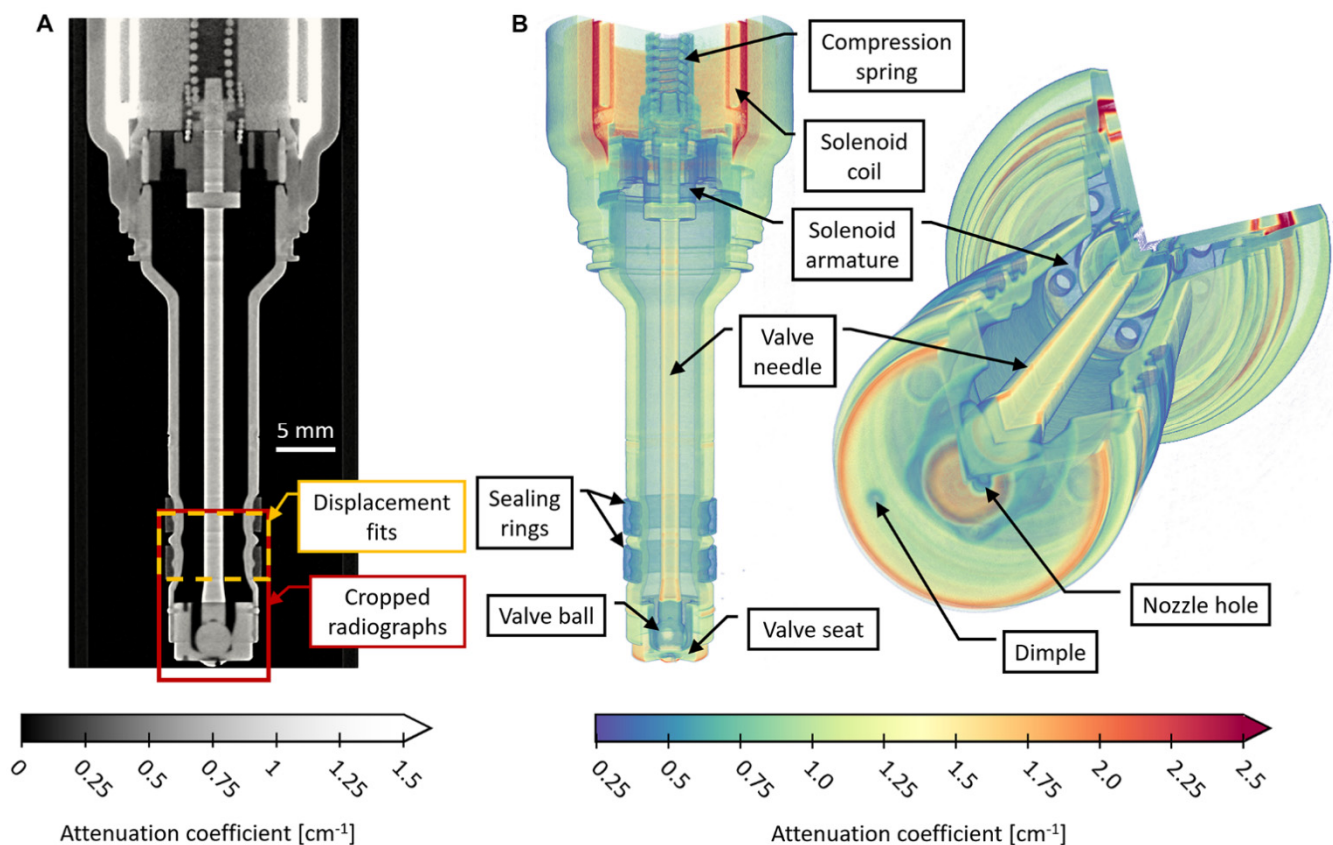 A
B
Compression
spring
Solenoid
coil
Solenoid
armature
Valve
needle
5 mm
Displacement
fits
Sealing
rings
Cropped
radiographs
Valve ball
Valve seat
Nozzle hole
Dimple
0
0.25
0.5
0.75
1
1.25
1.5
Attenuation coefficient [cm⁻¹]
0.25
0.5
0.75
1.0
1.25
1.5
1.75
2.0
2.25
2.5
Attenuation coefficient [cm⁻¹]